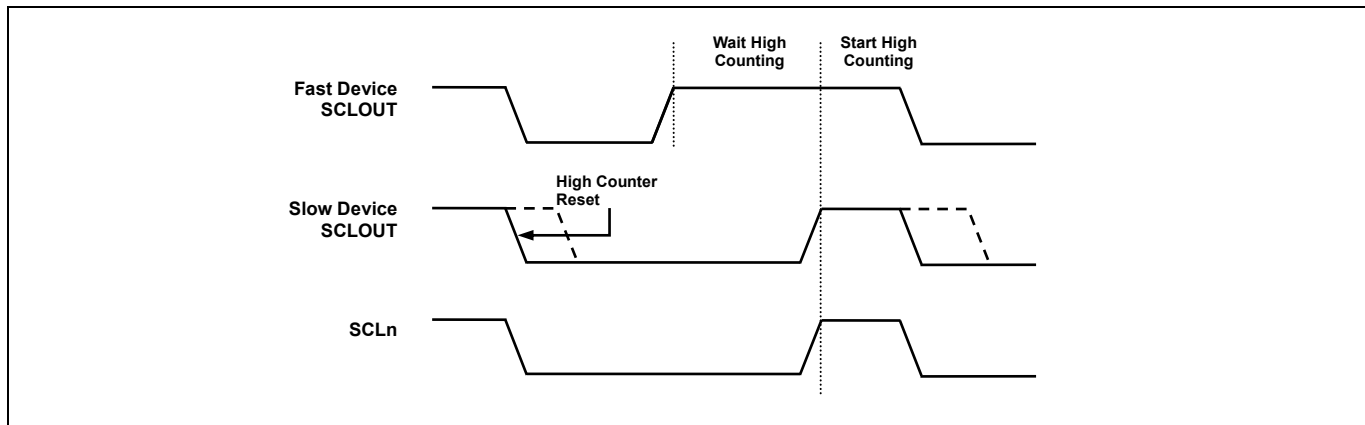 Wait High
Counting
Start High
Counting
Fast Device
SCLOUT
High Counter
Reset
Slow Device
SCLOUT
SCLn